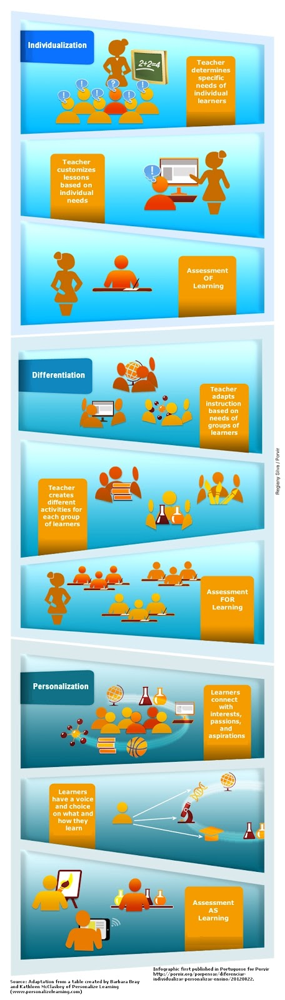 Individualization
2+2=4
! ! ? ! !
Teacher
determines
specific
needs of
individual
learners
Teacher
customizes
lessons
based on
individual
needs
!
Assessment
OF
Learning
Differentiation
Teacher
adapts
instruction
based on
needs of
groups of
learners
Regiany Silva / Porvir
Teacher
creates
different
activities for
each group
of learners
Assessment
FOR
Learning
Personalization
Learners
connect
with
interests,
passions,
and
aspirations
Learners
have a voice
and choice
on what and
how they
learn
Assessment
AS
Learning
Infographic first published in Portuguese for Porvir
http://porvir.org/porpensar/diferenciar-
individualizar-personalizar-ensino/20120822.
Source: Adaptation from a table created by Barbara Bray
and Kathleen McClaskey of Personalize Learning
(www.personalizelearning.com)